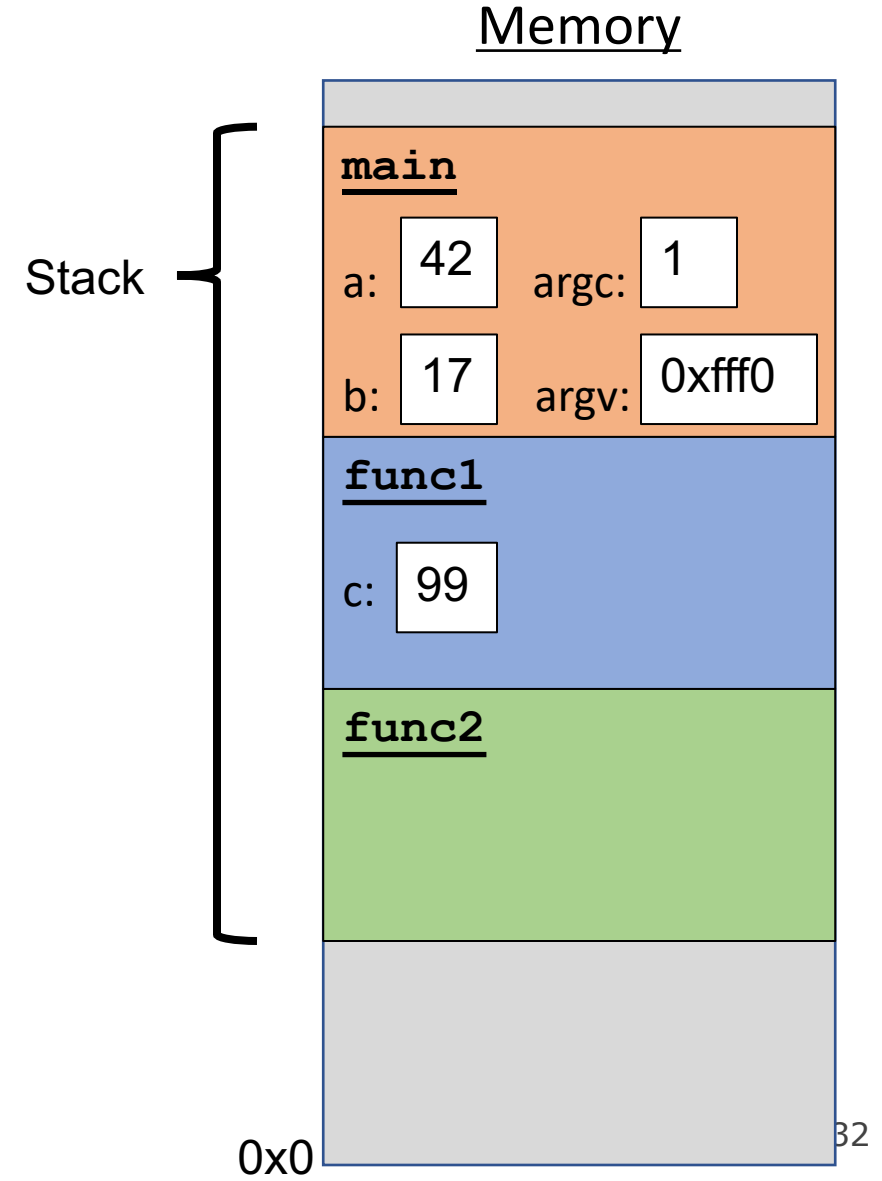 Memory
main
Stack
a: 42 argc: 1
b: 17 argv: 0xfff0
func1
c: 99
func2
32
0x0